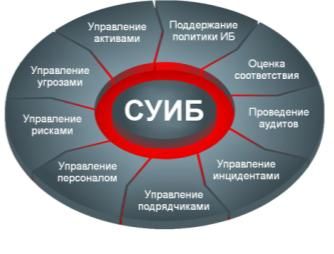 Управление
активами
Поддержание
политики ИБ
Оценка
соответствия
Проведение
аудитов
Управление
инцидентами
Управление
подрядчиками
Управление
персоналом
Управление
рисками
Управление
угрозами
СУИБ